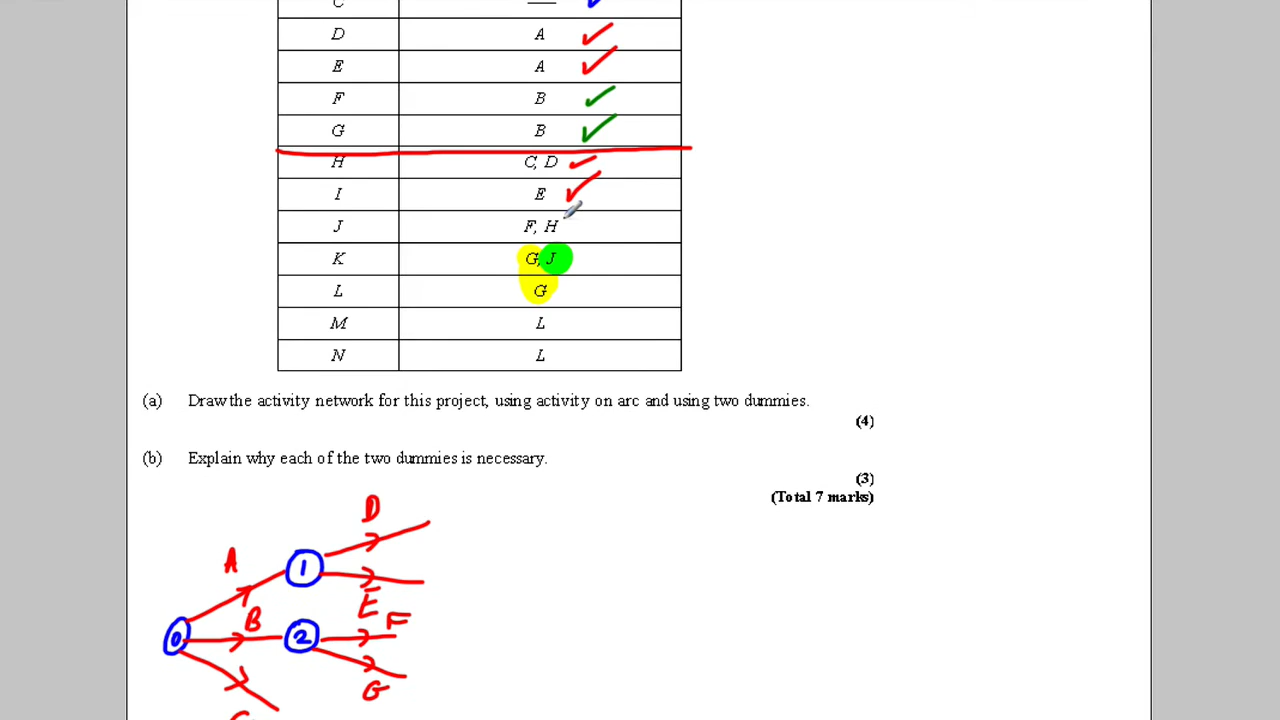 C
D A
E A
F B
G B
H C, D
I E
J F, H
K G, J
L G
M L
N L
(a) Draw the activity network for this project, using activity on arc and using two dummies.
(4)
(b) Explain why each of the two dummies is necessary.
(3)
(Total 7 marks)
D
A
1
E
B
F
0
2
G